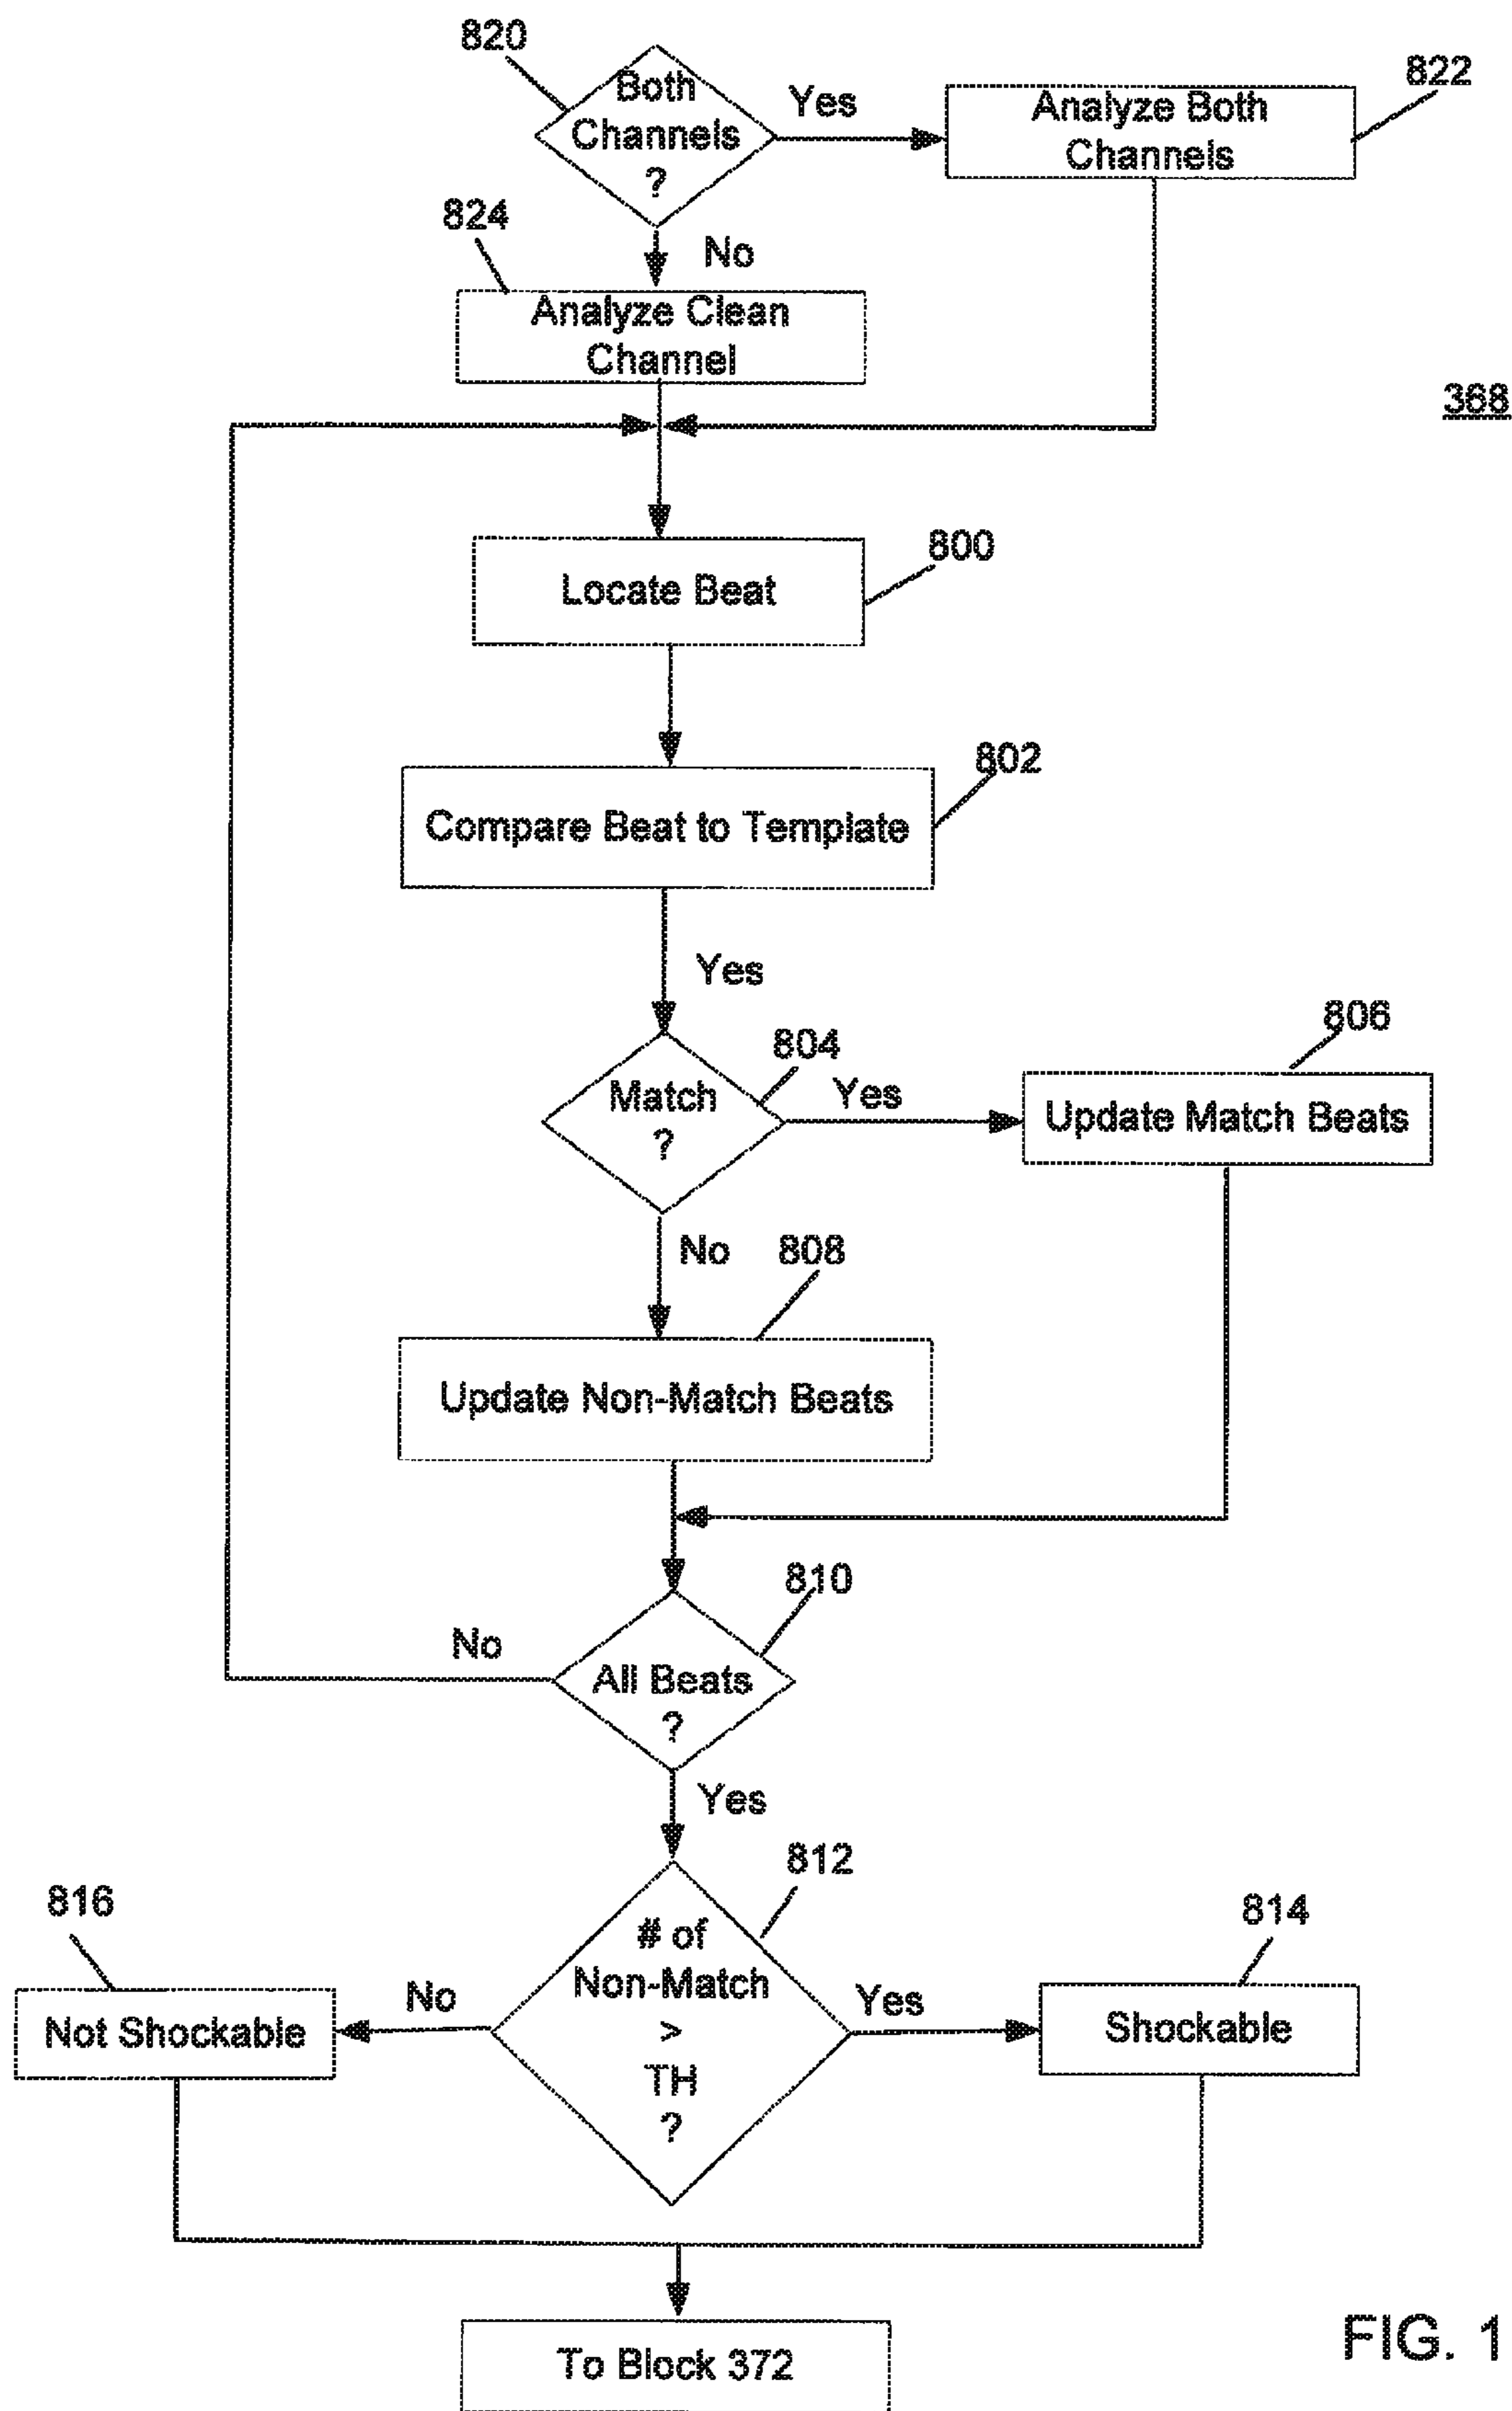 820
Both
Channels
?
Yes
Analyze Both
Channels
822
824
No
Analyze Clean
Channel
368
Locate Beat
800
Compare Beat to Template
802
Yes
Match
?
804
Yes
Update Match Beats
806
No
808
Update Non-Match Beats
810
No
All Beats
?
Yes
812
816
# of
Non-Match
>
TH
?
814
No
Not Shockable
Yes
Shockable
To Block 372
FIG. 1